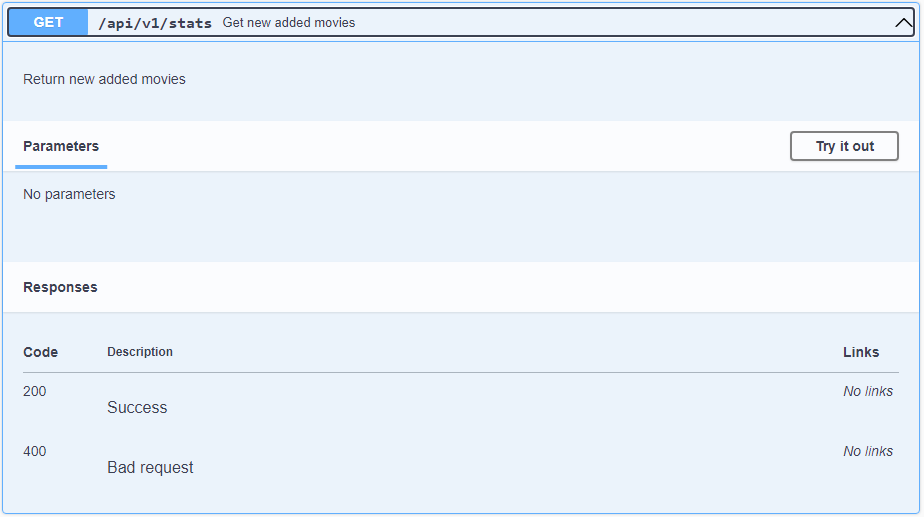 GET /api/v1/stats Get new added movies
Return new added movies
Parameters Try it out
No parameters
Responses
Code Description Links
200 No links
Success
400 No links
Bad request